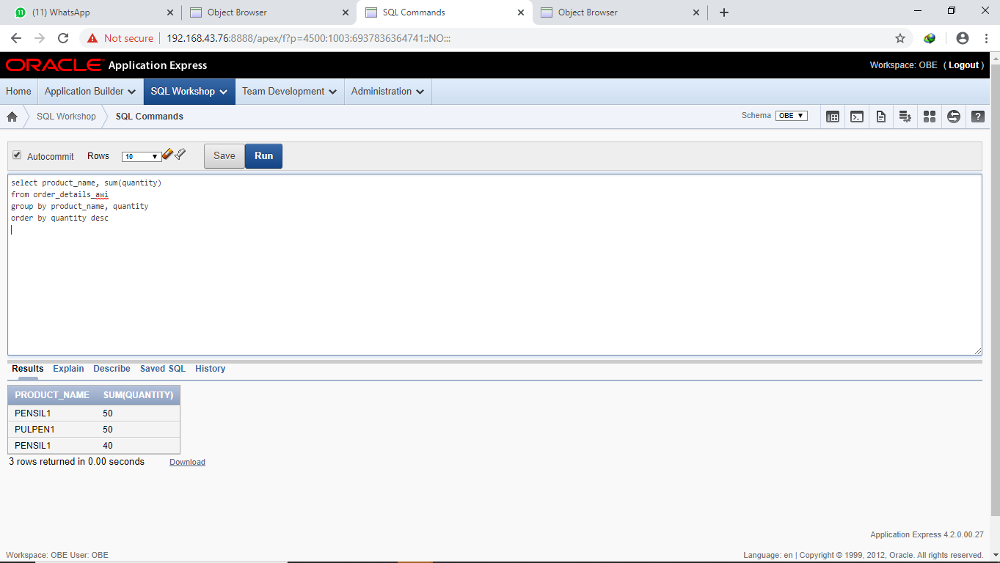 (11) WhatsApp
Object Browser
SQL Commands
Object Browser
Not secure
192.168.43.76:8888/apex/f?p=4500:1003:6937836364741::NO:::
ORACLE Application Express
Workspace: OBE ( Logout )
Home
Application Builder
SQL Workshop
Team Development
Administration
SQL Workshop
SQL Commands
Schema OBE
Autocommit
Rows 10
Save
Run
select product_name, sum(quantity)
from order_details_awi
group by product_name, quantity
order by quantity desc
Results Explain Describe Saved SQL History
PRODUCT_NAME SUM(QUANTITY)
PENSIL1 50
PULPEN1 50
PENSIL1 40
3 rows returned in 0.00 seconds Download
Application Express 4.2.0.00.27
Workspace: OBE User: OBE
Language: en | Copyright © 1999, 2012, Oracle. All rights reserved.